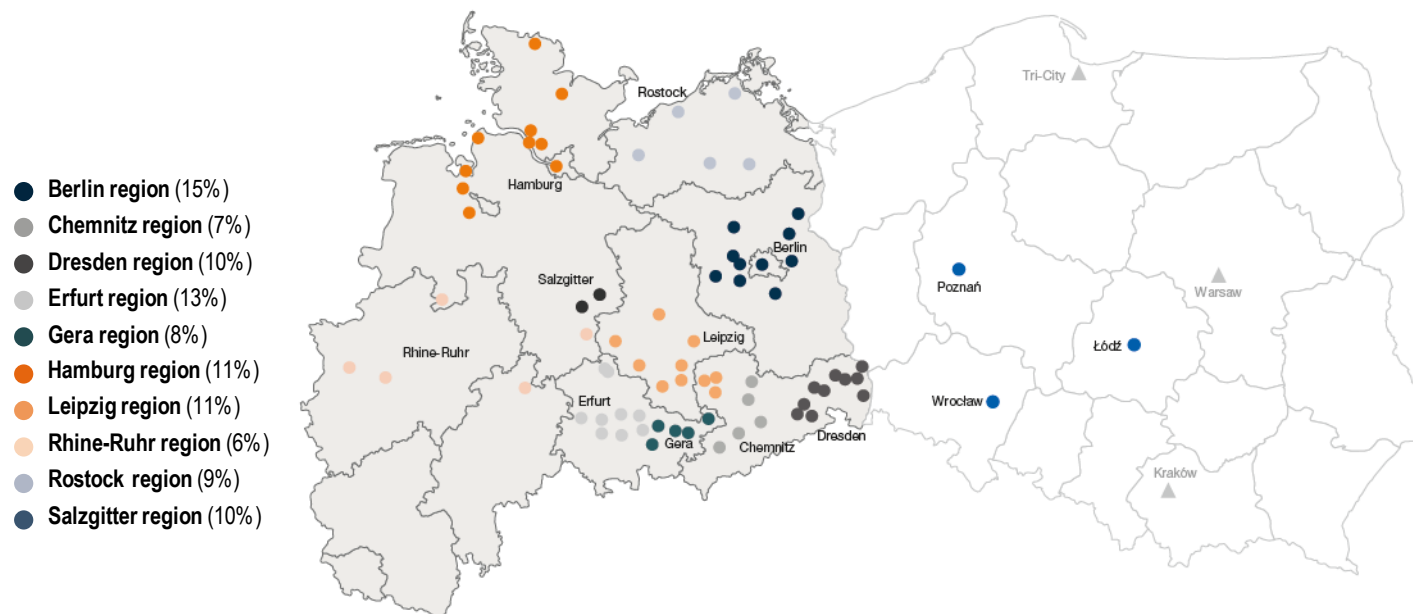 Berlin region (15%)
Chemnitz region (7%)
Dresden region (10%)
Erfurt region (13%)
Gera region (8%)
Hamburg region (11%)
Leipzig region (11%)
Rhine-Ruhr region (6%)
Rostock region (9%)
Salzgitter region (10%)
Tri-City
Rostock
Hamburg
Berlin
Salzgitter
Poznań
Warsaw
Leipzig
Rhine-Ruhr
Łódź
Erfurt
Wrocław
Gera
Chemnitz
Dresden
Kraków